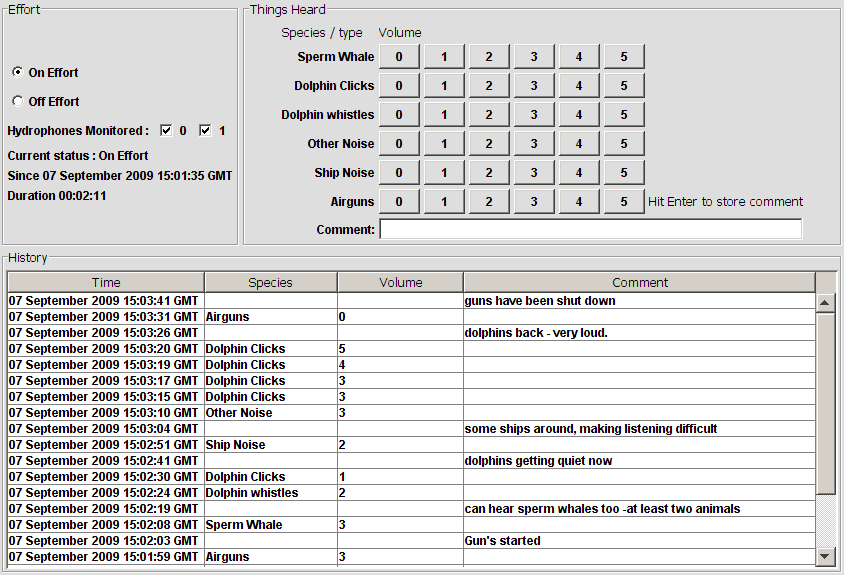 Effort
On Effort
Off Effort
Hydrophones Monitored : 0 1
Current status : On Effort
Since 07 September 2009 15:01:35 GMT
Duration 00:02:11
Things Heard
Species / type Volume
Sperm Whale 0 1 2 3 4 5
Dolphin Clicks 0 1 2 3 4 5
Dolphin whistles 0 1 2 3 4 5
Other Noise 0 1 2 3 4 5
Ship Noise 0 1 2 3 4 5
Airguns 0 1 2 3 4 5 Hit Enter to store comment
Comment:
History
Time Species Volume Comment
07 September 2009 15:03:41 GMT guns have been shut down
07 September 2009 15:03:31 GMT Airguns 0
07 September 2009 15:03:26 GMT dolphins back - very loud.
07 September 2009 15:03:20 GMT Dolphin Clicks 5
07 September 2009 15:03:19 GMT Dolphin Clicks 4
07 September 2009 15:03:17 GMT Dolphin Clicks 3
07 September 2009 15:03:15 GMT Dolphin Clicks 3
07 September 2009 15:03:10 GMT Other Noise 3
07 September 2009 15:03:04 GMT some ships around, making listening difficult
07 September 2009 15:02:51 GMT Ship Noise 2
07 September 2009 15:02:41 GMT dolphins getting quiet now
07 September 2009 15:02:30 GMT Dolphin Clicks 1
07 September 2009 15:02:24 GMT Dolphin whistles 2
07 September 2009 15:02:19 GMT can hear sperm whales too -at least two animals
07 September 2009 15:02:08 GMT Sperm Whale 3
07 September 2009 15:02:03 GMT Gun's started
07 September 2009 15:01:59 GMT Airguns 3